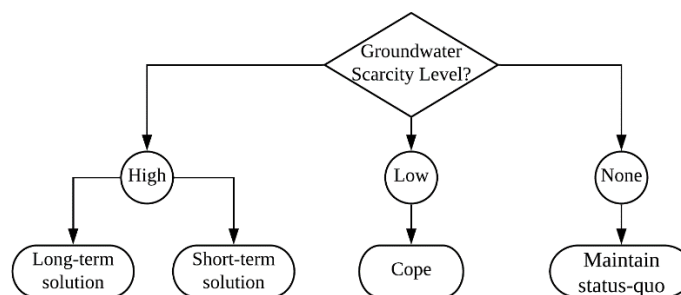 Groundwater
Scarcity Level?
High
Low
None
Long-term
solution
Short-term
solution
Cope
Maintain
status-quo